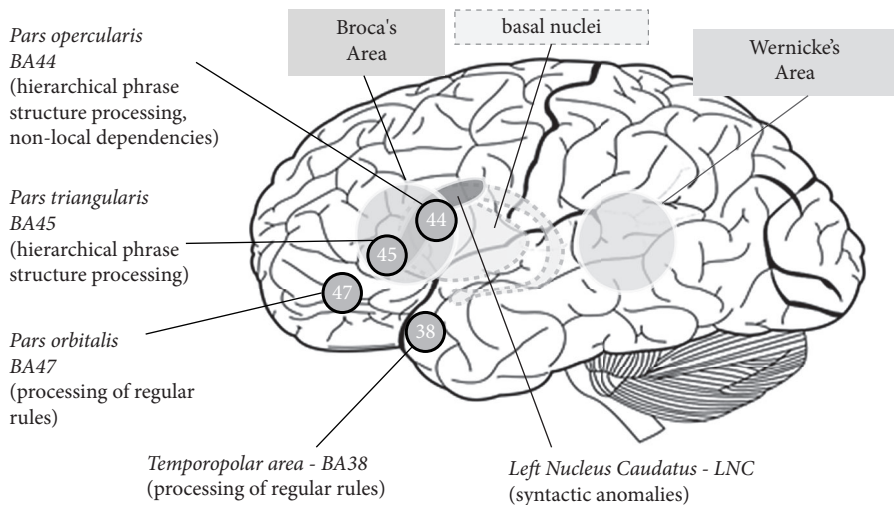 Pars opercularis
BA44
(hierarchical phrase
structure processing,
non-local dependencies)
Broca's
Area
basal nuclei
Wernicke's
Area
Pars triangularis
BA45
(hierarchical phrase
structure processing)
44
45
47
38
Pars orbitalis
BA47
(processing of regular
rules)
Temporopolar area - BA38
(processing of regular rules)
Left Nucleus Caudatus - LNC
(syntactic anomalies)